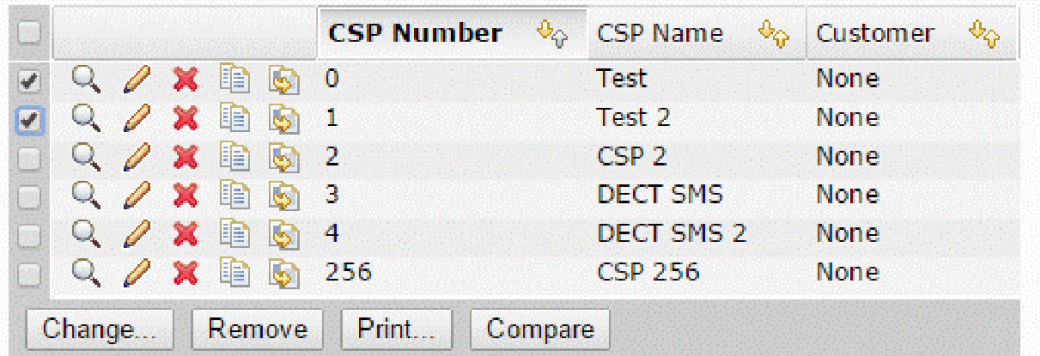 CSP Number CSP Name Customer
0 Test None
1 Test 2 None
2 CSP 2 None
3 DECT SMS None
4 DECT SMS 2 None
256 CSP 256 None
Change... Remove Print... Compare